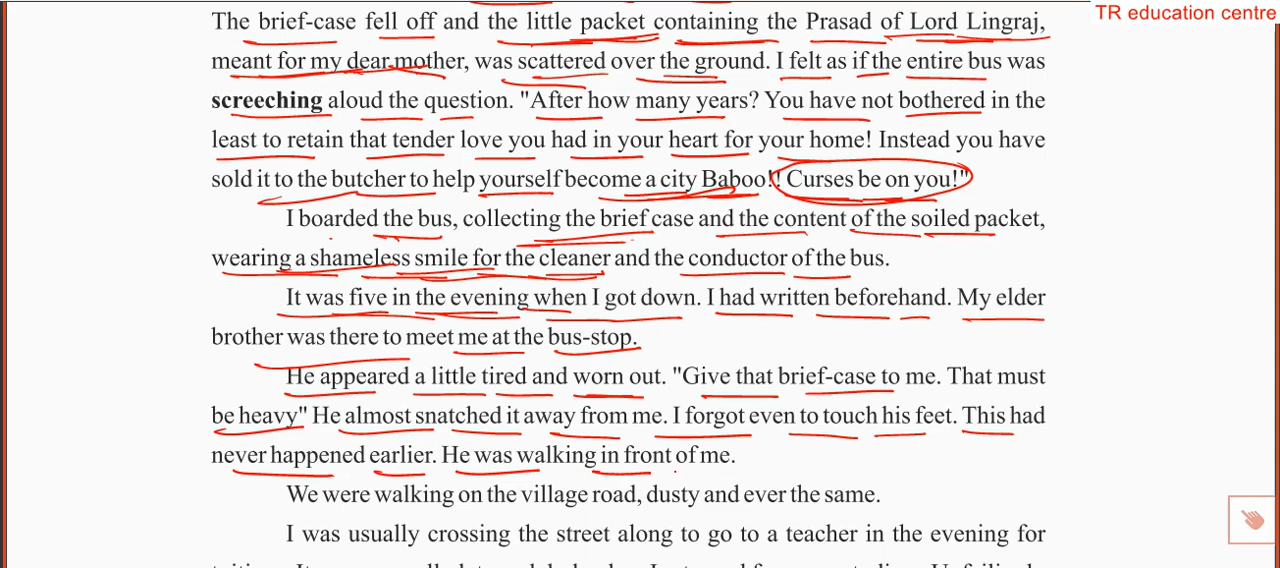 TR education centre
The brief-case fell off and the little packet containing the Prasad of Lord Lingraj,
meant for my dear mother, was scattered over the ground. I felt as if the entire bus was
screeching aloud the question. "After how many years? You have not bothered in the
least to retain that tender love you had in your heart for your home! Instead you have
sold it to the butcher to help yourself become a city Baboo!! Curses be on you!"
I boarded the bus, collecting the brief case and the content of the soiled packet,
wearing a shameless smile for the cleaner and the conductor of the bus.
It was five in the evening when I got down. I had written beforehand. My elder
brother was there to meet me at the bus-stop.
He appeared a little tired and worn out. "Give that brief-case to me. That must
be heavy" He almost snatched it away from me. I forgot even to touch his feet. This had
never happened earlier. He was walking in front of me.
We were walking on the village road, dusty and ever the same.
I was usually crossing the street along to go to a teacher in the evening for